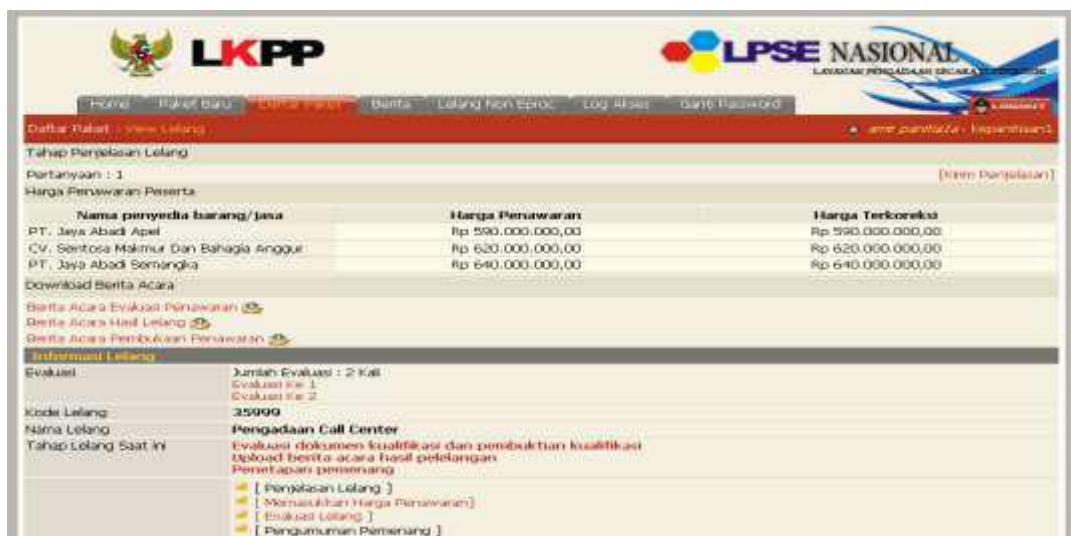 LKPP
LPSE NASIONAL
LAYANAN PENGADAAN SECARA
Home Paket Baru Daftar Paket Berita Lelang Non Eproc Log Akses Ganti Password
LOGOUT
Daftar Paket View Lelang
Tahap Penjelasan Lelang
Pertanyaan : 1 [Kirim Penjelasan]
Harga Penawaran Peserta
Nama penyedia barang/jasa Harga Penawaran Harga Terkoreksi
PT. Jaya Abadi Apel Rp 590.000.000,00 Rp 590.000.000,00
CV. Sentosa Makmur Dan Bahagia Anggur Rp 620.000.000,00 Rp 620.000.000,00
PT. Jaya Abadi Semangka Rp 640.000.000,00 Rp 640.000.000,00
Download Berita Acara
Berita Acara Evaluasi Penawaran
Berita Acara Hasil Lelang
Berita Acara Pembukaan Penawaran
Informasi Lelang
Evaluasi Jumlah Evaluasi : 2 Kali
Evaluasi Ke 1
Evaluasi Ke 2
Kode Lelang 35999
Nama Lelang Pengadaan Call Center
Tahap Lelang Saat ini Evaluasi dokumen kualifikasi dan pembuktian kualifikasi
Upload berita acara hasil pelelangan
Penetapan pemenang
[ Penjelasan Lelang ]
[ Memasukkan Harga Penawaran]
[ Evaluasi Lelang ]
[ Pengumuman Pemenang ]